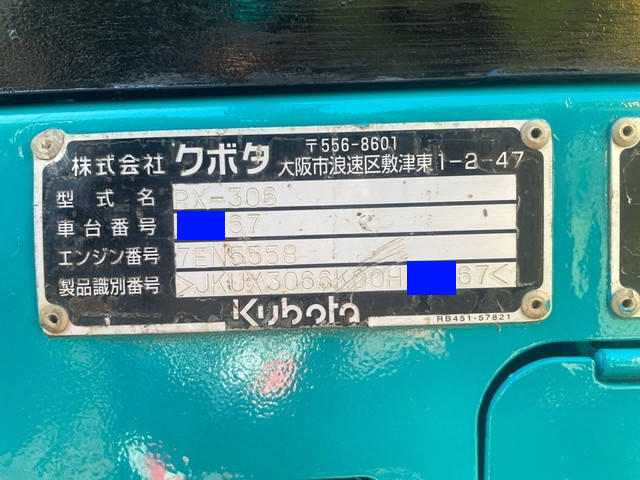 株式会社 クボタ 〒556-8601
大阪市浪速区敷津東1-2-47
型式名 RX-306
車台番号 67
エンジン番号 7EN5558
製品識別番号 >JKUX3066KD0H 67<
Kubota
RB451-57821